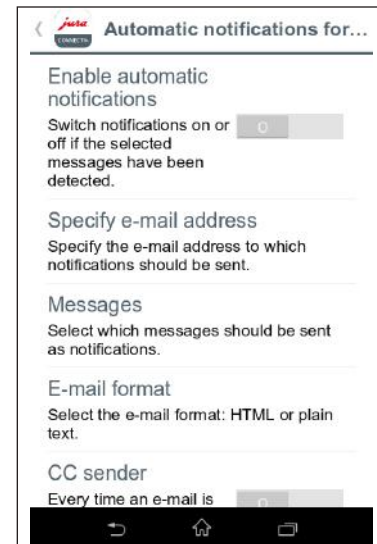 jura
CONNECTOR
Automatic notifications for...
Enable automatic
notifications
Switch notifications on or
off if the selected
messages have been
detected.
Specify e-mail address
Specify the e-mail address to which
notifications should be sent.
Messages
Select which messages should be sent
as notifications.
E-mail format
Select the e-mail format: HTML or plain
text.
CC sender
Every time an e-mail is